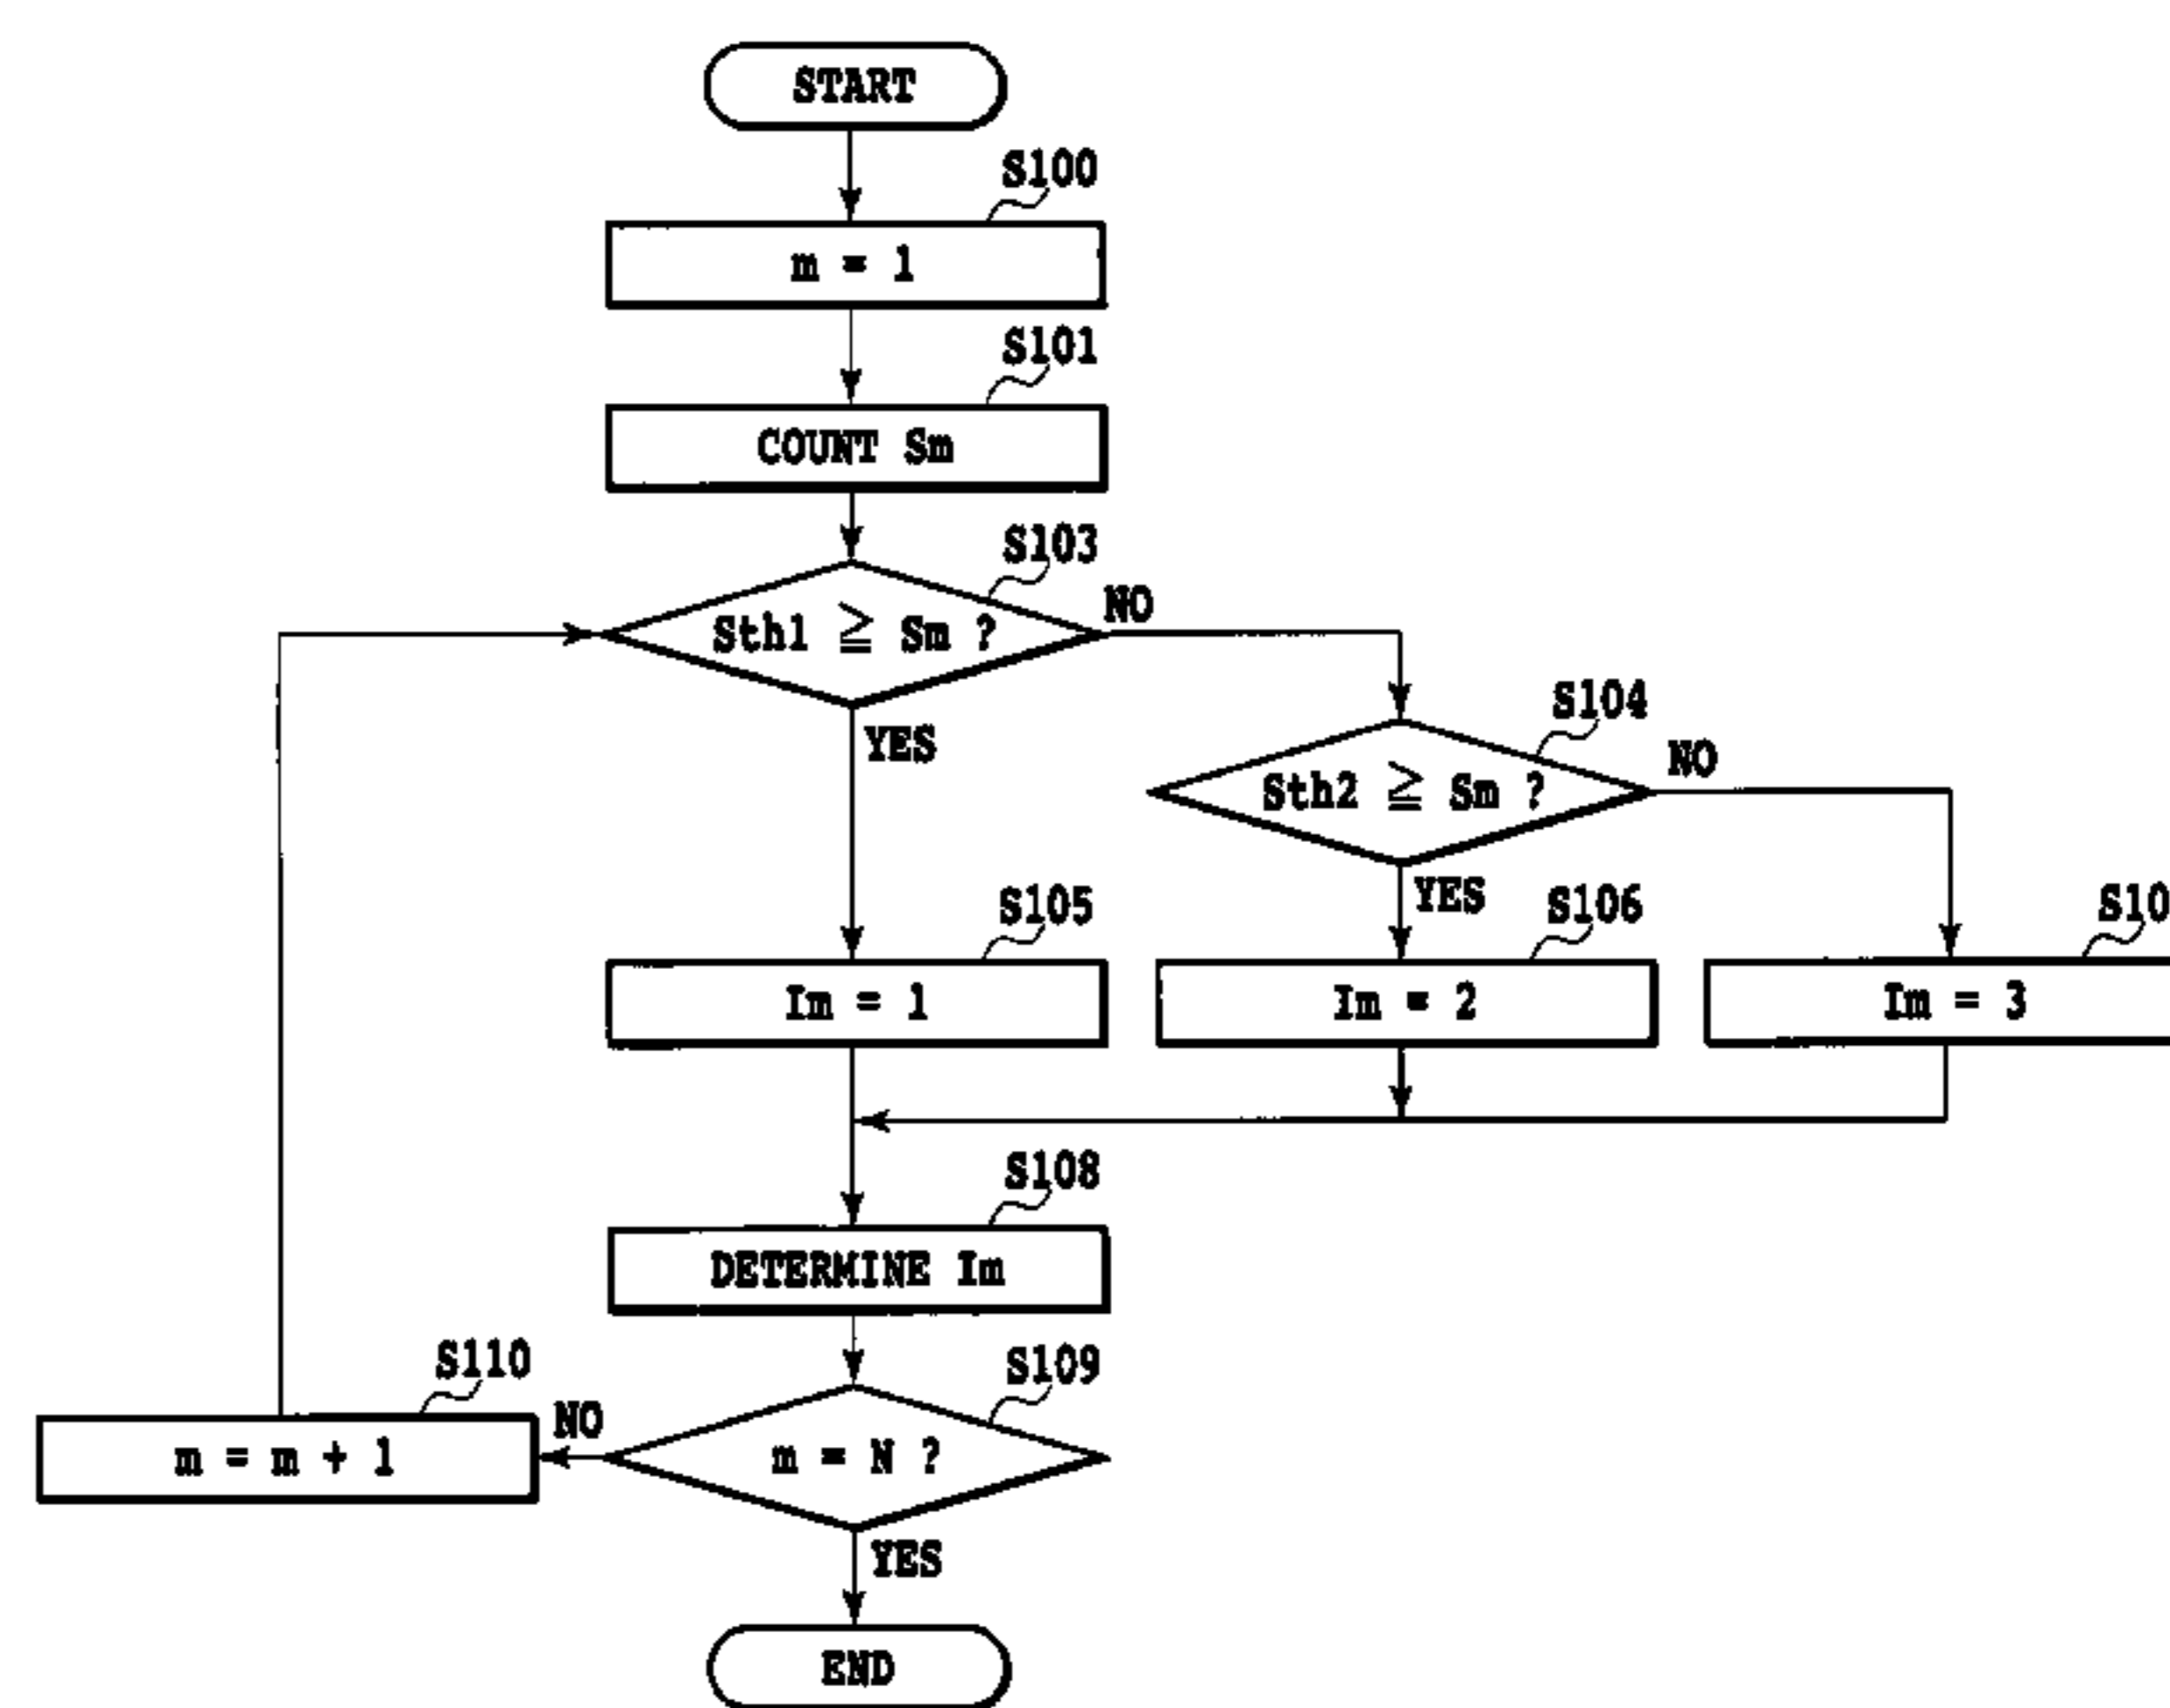 START
S100
m = 1
S101
COUNT Sm
S103
Sth1 ≧ Sm ?
NO
YES
S104
Sth2 ≧ Sm ?
NO
YES
S105
Im = 1
S106
Im = 2
S10
Im = 3
S108
DETERMINE Im
S109
m = N ?
NO
S110
m = m + 1
YES
END